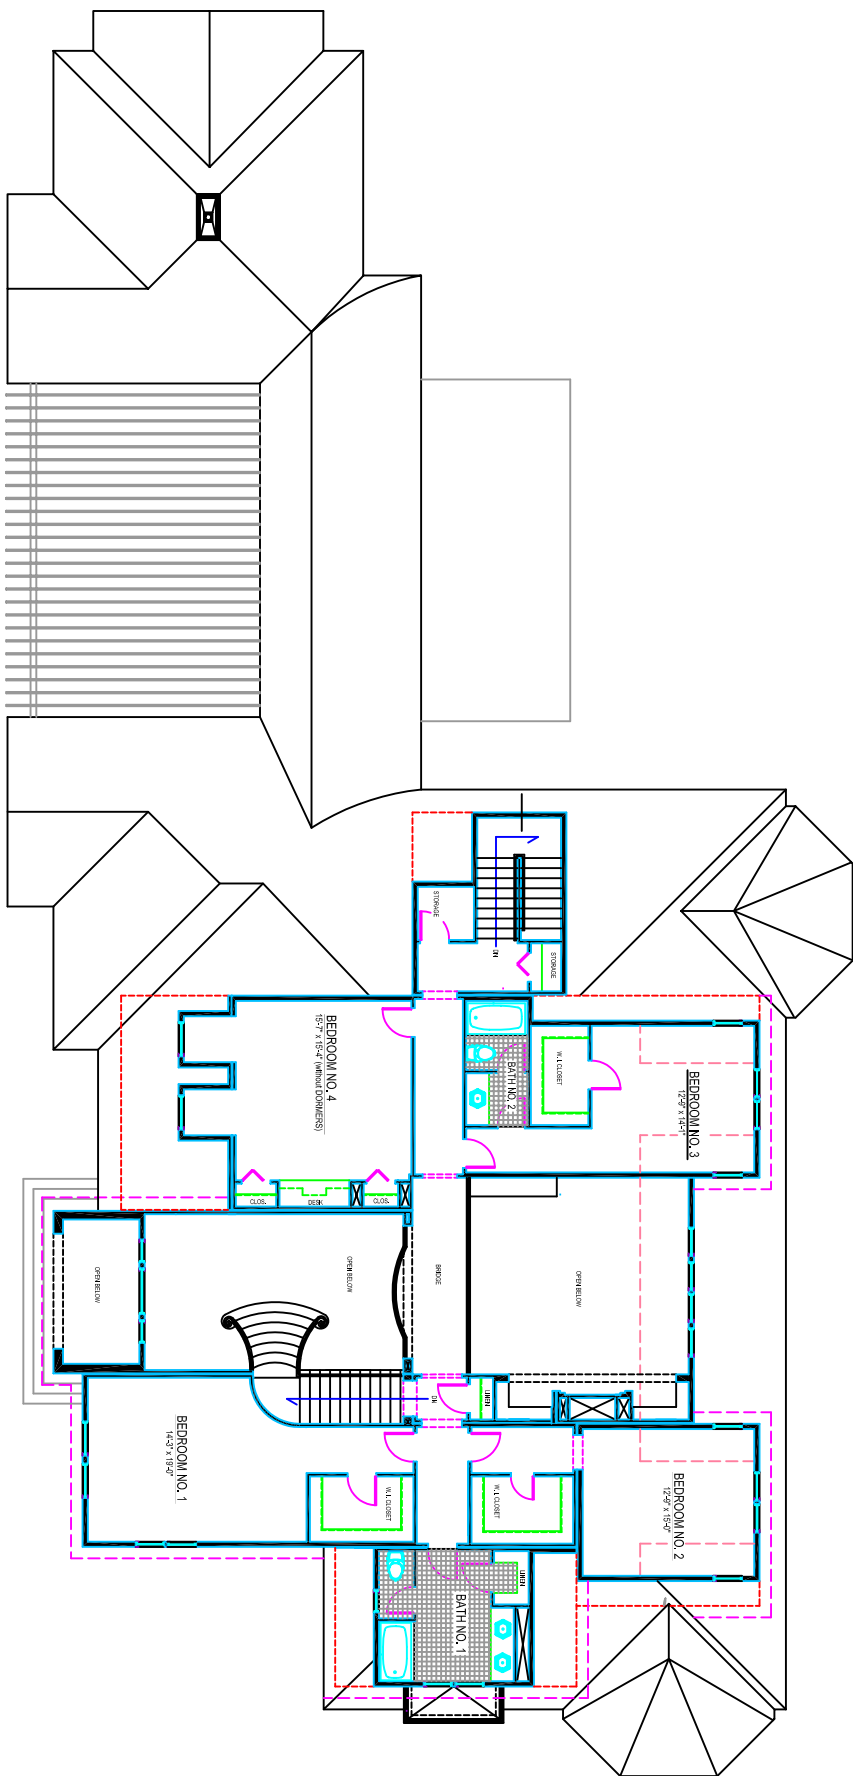 STORAGE
DN
STORAGE
BEDROOM NO. 4
15'-7" x 15'-4" (without DORMERS)
BATH NO. 2
W. I. CLOSET
BEDROOM NO. 3
12'-9" x 14'-1"
CLOS.
DESK
CLOS.
OPEN BELOW
OPEN BELOW
BRIDGE
OPEN BELOW
DN
LINEN
BEDROOM NO. 1
14'-3" x 19'-0"
W. I. CLOSET
W. I. CLOSET
BEDROOM NO. 2
12'-9" x 15'-0"
BATH NO. 1
LINEN